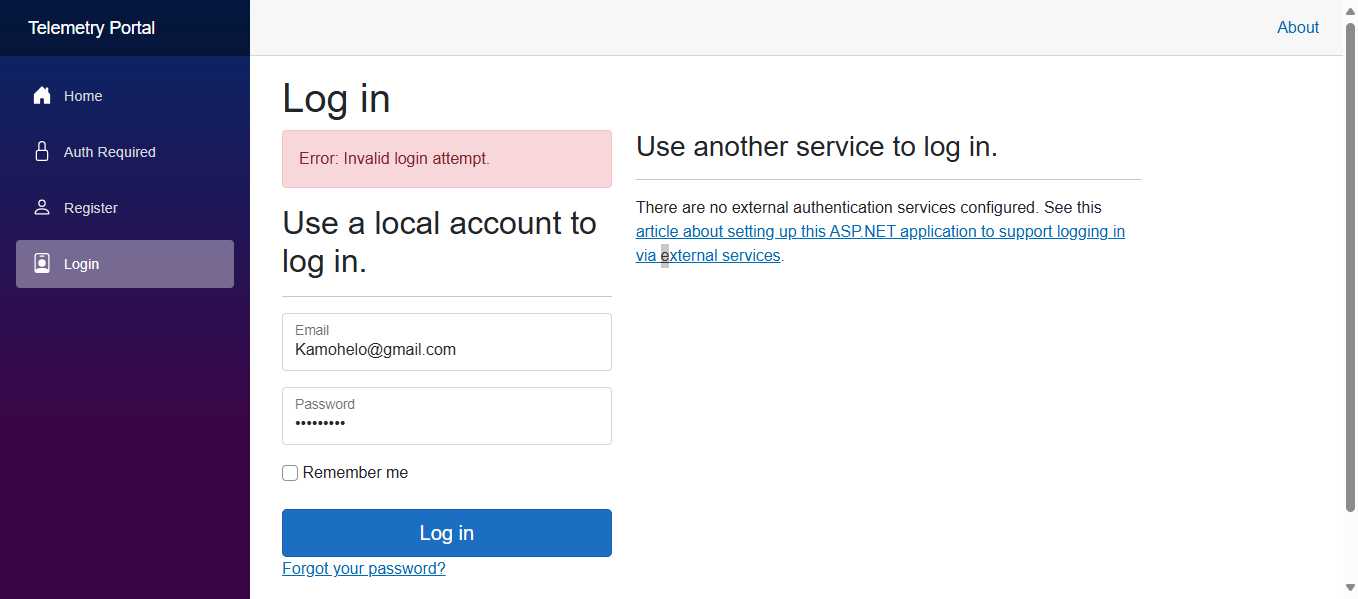 Telemetry Portal
About
Home
Auth Required
Register
Login
Log in
Error: Invalid login attempt.
Use a local account to
log in.
Email
Kamohelo@gmail.com
Password
•••••••••
Remember me
Log in
Forgot your password?
Use another service to log in.
There are no external authentication services configured. See this
article about setting up this ASP.NET application to support logging in
via external services.